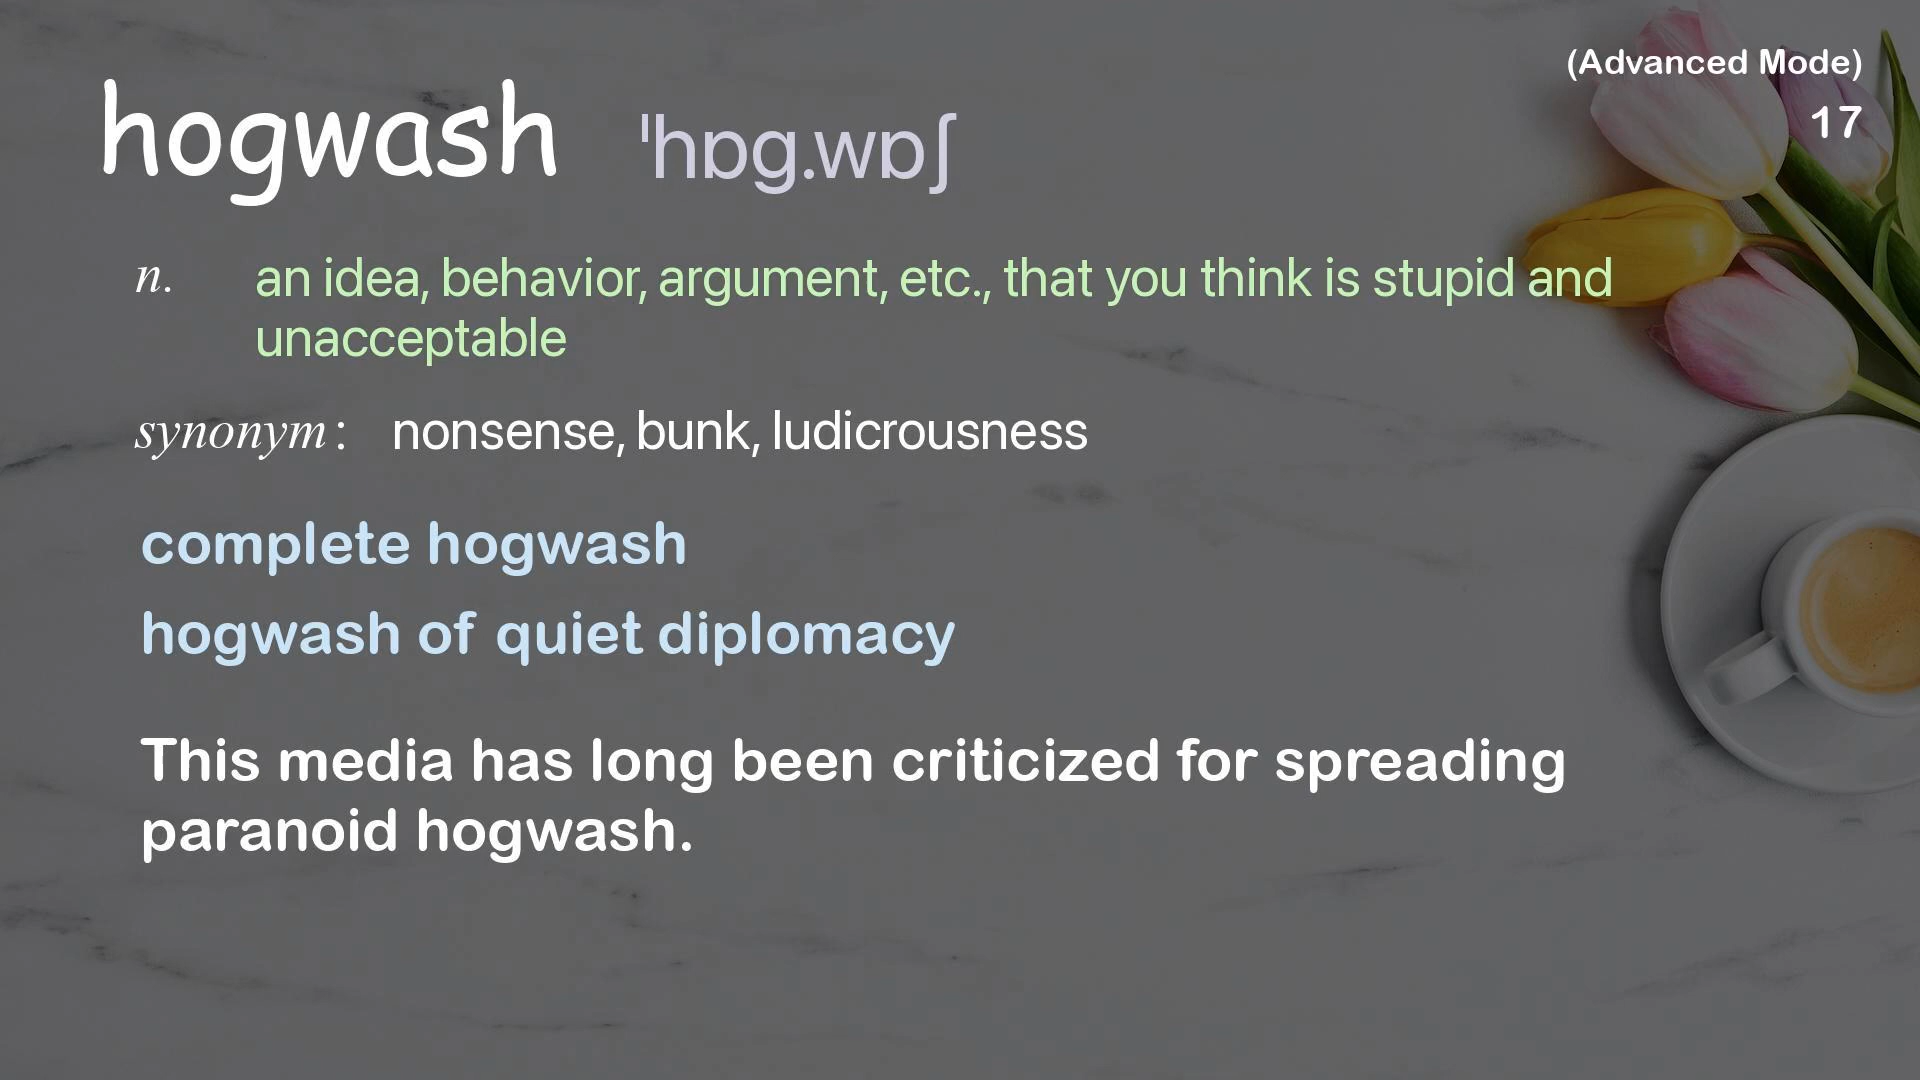 (Advanced Mode)
17
hogwash ˈhɒg.wɒʃ
n. an idea, behavior, argument, etc., that you think is stupid and
unacceptable
synonym: nonsense, bunk, ludicrousness
complete hogwash
hogwash of quiet diplomacy
This media has long been criticized for spreading
paranoid hogwash.